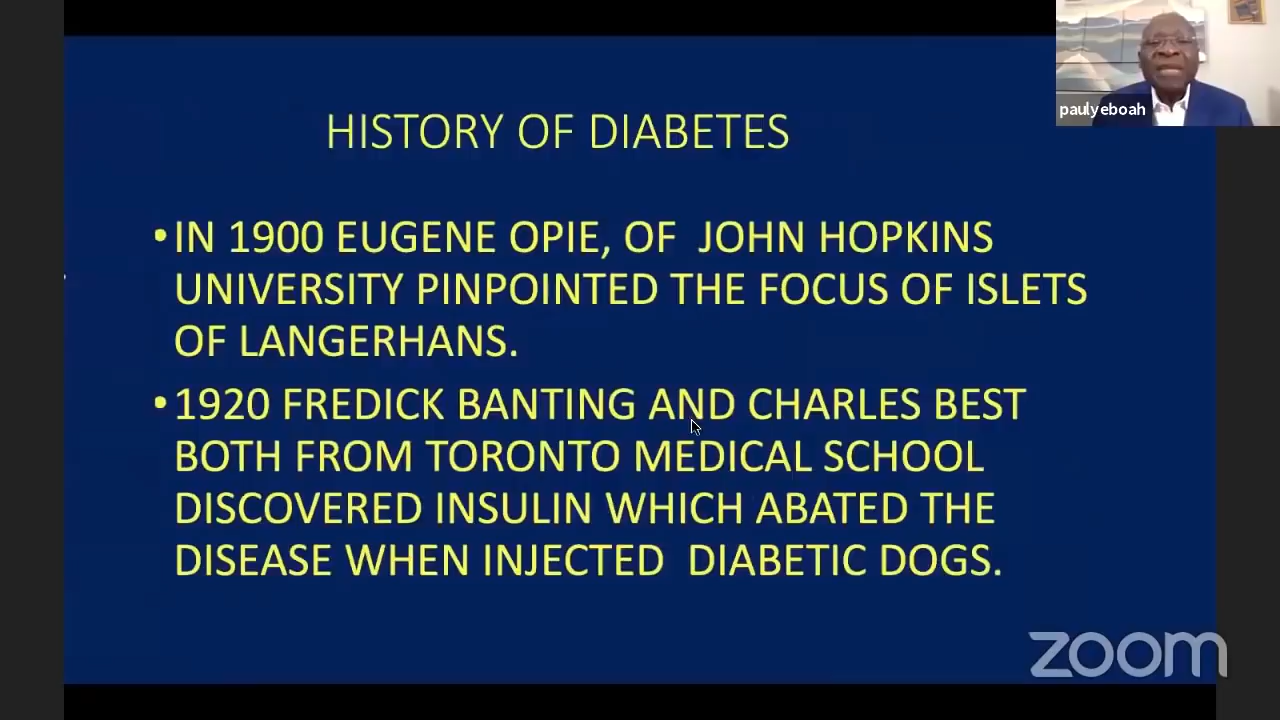 paulyeboah
HISTORY OF DIABETES
•IN 1900 EUGENE OPIE, OF JOHN HOPKINS
UNIVERSITY PINPOINTED THE FOCUS OF ISLETS
OF LANGERHANS.
•1920 FREDICK BANTING AND CHARLES BEST
BOTH FROM TORONTO MEDICAL SCHOOL
DISCOVERED INSULIN WHICH ABATED THE
DISEASE WHEN INJECTED DIABETIC DOGS.
zoom